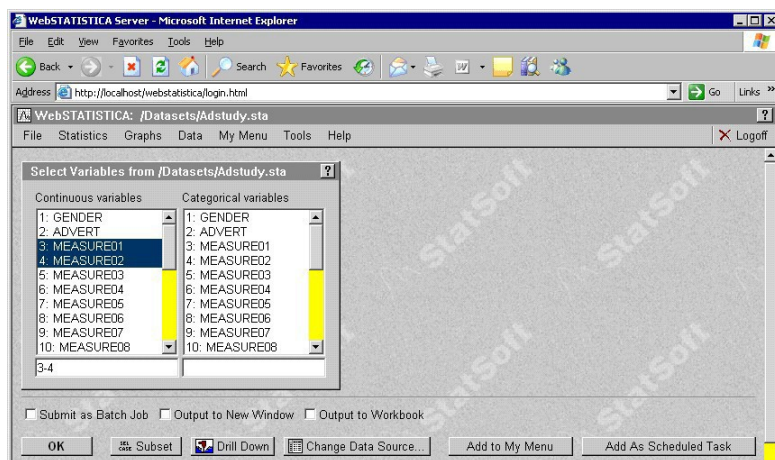 WebSTATISTICA Server - Microsoft Internet Explorer
File Edit View Favorites Tools Help
Back Search Favorites
Address http://localhost/webstatistica/login.html Go Links »
WebSTATISTICA: /Datasets/Adstudy.sta ?
File Statistics Graphs Data My Menu Tools Help Logoff
Select Variables from /Datasets/Adstudy.sta ?
Continuous variables Categorical variables
1: GENDER 1: GENDER
2: ADVERT 2: ADVERT
3: MEASURE01 3: MEASURE01
4: MEASURE02 4: MEASURE02
5: MEASURE03 5: MEASURE03
6: MEASURE04 6: MEASURE04
7: MEASURE05 7: MEASURE05
8: MEASURE06 8: MEASURE06
9: MEASURE07 9: MEASURE07
10: MEASURE08 10: MEASURE08
3-4
StatSoft StatSoft
StatSoft StatSoft
Submit as Batch Job Output to New Window Output to Workbook
OK SEL CASE Subset Drill Down Change Data Source... Add to My Menu Add As Scheduled Task